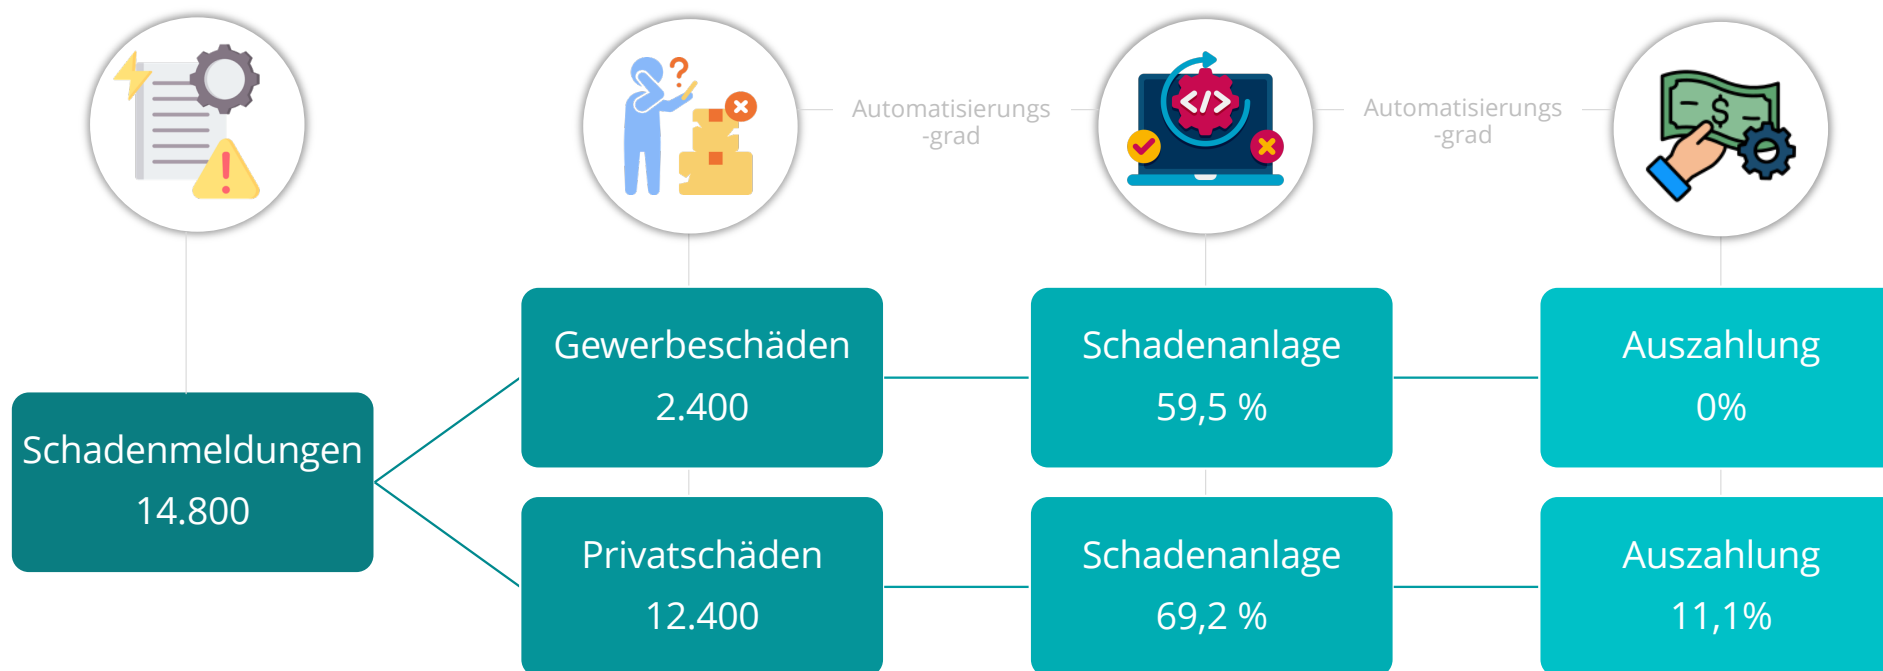 Automatisierungs
-grad
Automatisierungs
-grad
Schadenmeldungen
14.800
Gewerbeschäden
2.400
Schadenanlage
59,5 %
Auszahlung
0%
Privatschäden
12.400
Schadenanlage
69,2 %
Auszahlung
11,1%